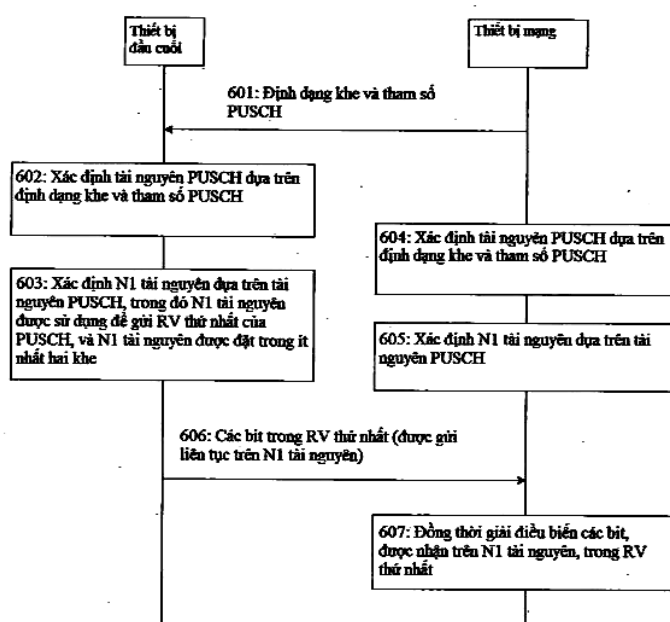 Thiết bị
đầu cuối
Thiết bị mạng
601: Định dạng khe và tham số
PUSCH
602: Xác định tài nguyên PUSCH dựa trên
định dạng khe và tham số PUSCH
604: Xác định tài nguyên PUSCH dựa trên
định dạng khe và tham số PUSCH
603: Xác định N1 tài nguyên dựa trên tài
nguyên PUSCH, trong đó N1 tài nguyên
được sử dụng để gửi RV thứ nhất của
PUSCH, và N1 tài nguyên được đặt trong ít
nhất hai khe
605: Xác định N1 tài nguyên dựa trên tài
nguyên PUSCH
606: Các bit trong RV thứ nhất (được gửi
liên tục trên N1 tài nguyên)
607: Đồng thời giải điều biến các bit,
được nhận trên N1 tài nguyên, trong RV
thứ nhất